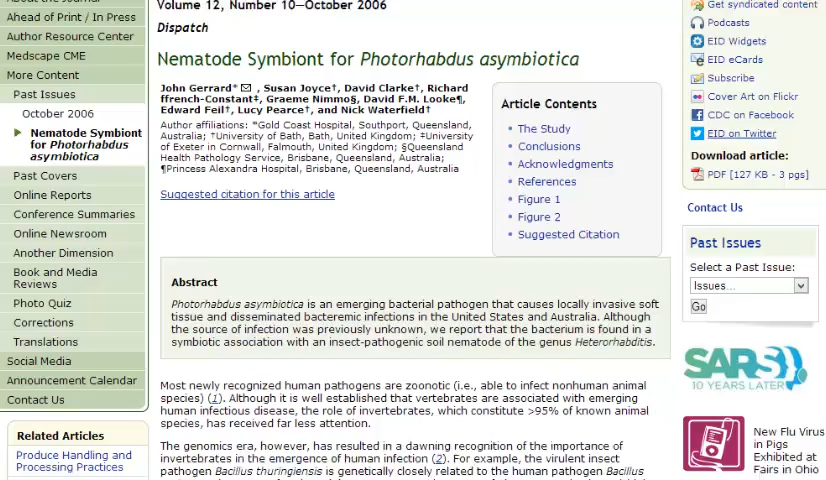 About the Journal
Ahead of Print / In Press
Author Resource Center
Medscape CME
More Content
Past Issues
October 2006
Nematode Symbiont
for Photorhabdus
asymbiotica
Past Covers
Online Reports
Conference Summaries
Online Newsroom
Another Dimension
Book and Media
Reviews
Photo Quiz
Corrections
Translations
Social Media
Announcement Calendar
Contact Us
Related Articles
Produce Handling and
Processing Practices
Volume 12, Number 10—October 2006
Dispatch
Nematode Symbiont for Photorhabdus asymbiotica
John Gerrard* , Susan Joyce†, David Clarke†, Richard
ffrench-Constant‡, Graeme Nimmo§, David F.M. Looke¶,
Edward Feil†, Lucy Pearce†, and Nick Waterfield†
Author affiliations: *Gold Coast Hospital, Southport, Queensland,
Australia; †University of Bath, Bath, United Kingdom; ‡University
of Exeter in Cornwall, Falmouth, United Kingdom; §Queensland
Health Pathology Service, Brisbane, Queensland, Australia;
¶Princess Alexandra Hospital, Brisbane, Queensland, Australia
Suggested citation for this article
Article Contents
The Study
Conclusions
Acknowledgments
References
Figure 1
Figure 2
Suggested Citation
Abstract
Photorhabdus asymbiotica is an emerging bacterial pathogen that causes locally invasive soft
tissue and disseminated bacteremic infections in the United States and Australia. Although
the source of infection was previously unknown, we report that the bacterium is found in a
symbiotic association with an insect-pathogenic soil nematode of the genus Heterorhabditis.
Most newly recognized human pathogens are zoonotic (i.e., able to infect nonhuman animal
species) (1). Although it is well established that vertebrates are associated with emerging
human infectious disease, the role of invertebrates, which constitute >95% of known animal
species, has received far less attention.
The genomics era, however, has resulted in a dawning recognition of the importance of
invertebrates in the emergence of human infection (2). For example, the virulent insect
pathogen Bacillus thuringiensis is genetically closely related to the human pathogen Bacillus
Get syndicated content
Podcasts
EID Widgets
EID eCards
Subscribe
Cover Art on Flickr
CDC on Facebook
EID on Twitter
Download article:
PDF [127 KB - 3 pgs]
Contact Us
Past Issues
Select a Past Issue:
Issues...
Go
SARS
10 YEARS LATER
New Flu Virus
in Pigs
Exhibited at
Fairs in Ohio